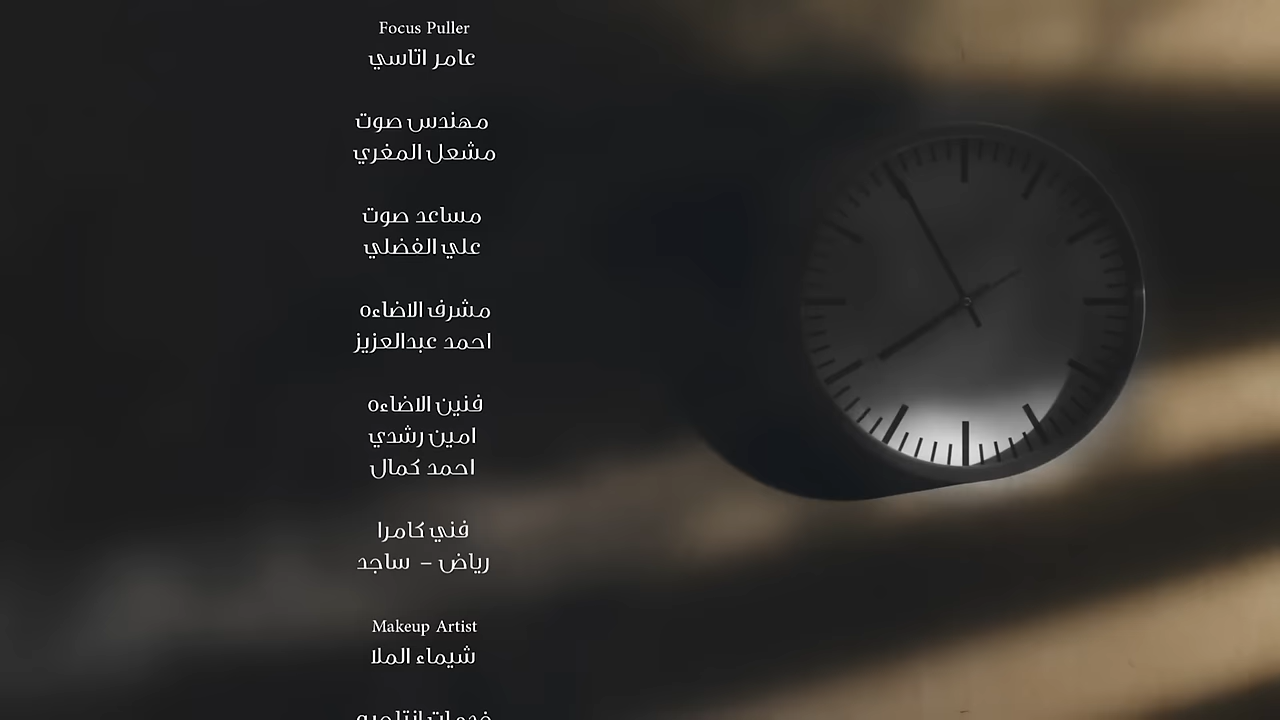 Focus Puller
عامر اتاسي
مهندس صوت
مشعل المغري
مساعد صوت
علي الفضلي
مشرف الاضاءه
احمد عبدالعزيز
فنين الاضاءه
امين رشدي
احمد كمال
فني كامرا
رياض – ساجد
Makeup Artist
شيماء الملا